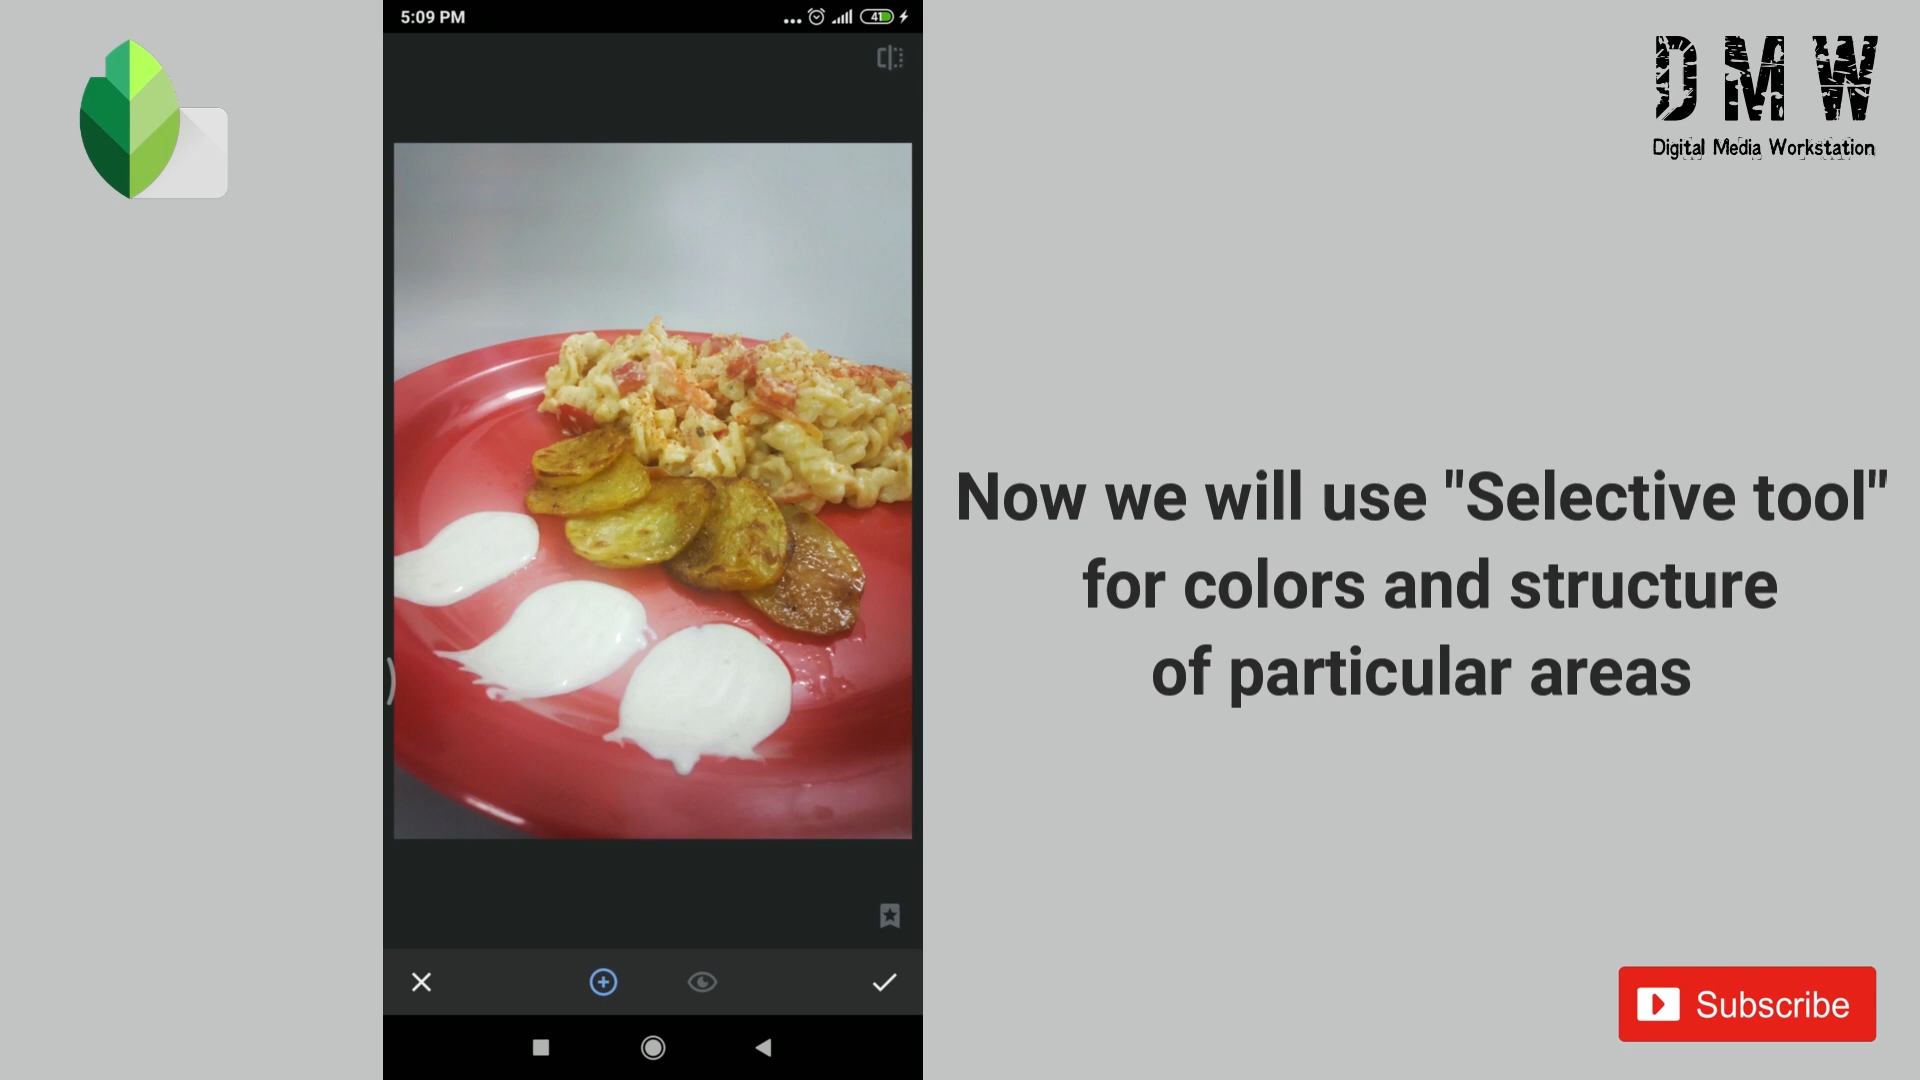 5:09 PM
41
DMW
Digital Media Workstation
Now we will use "Selective tool"
for colors and structure
of particular areas
Subscribe